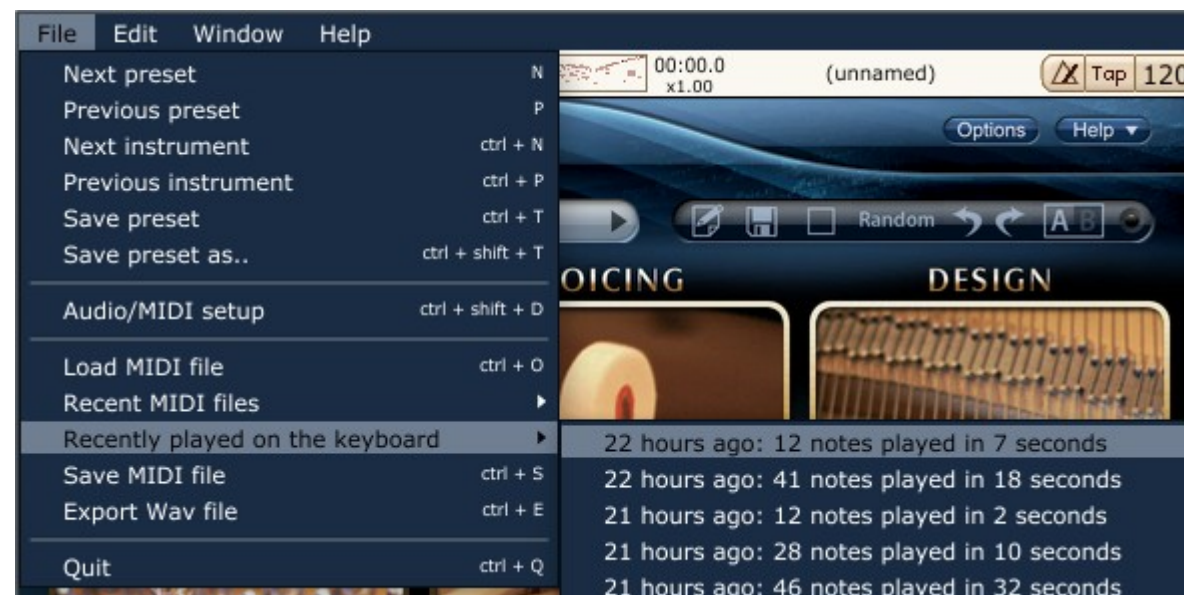 File Edit Window Help
Next preset N
Previous preset P
Next instrument ctrl + N
Previous instrument ctrl + P
Save preset ctrl + T
Save preset as.. ctrl + shift + T
Audio/MIDI setup ctrl + shift + D
Load MIDI file ctrl + O
Recent MIDI files
Recently played on the keyboard
Save MIDI file ctrl + S
Export Wav file ctrl + E
Quit ctrl + Q
00:00.0
x1.00
(unnamed)
Tap 120
Options Help
Random A B
OICING DESIGN
22 hours ago: 12 notes played in 7 seconds
22 hours ago: 41 notes played in 18 seconds
21 hours ago: 12 notes played in 2 seconds
21 hours ago: 28 notes played in 10 seconds
21 hours ago: 46 notes played in 32 seconds